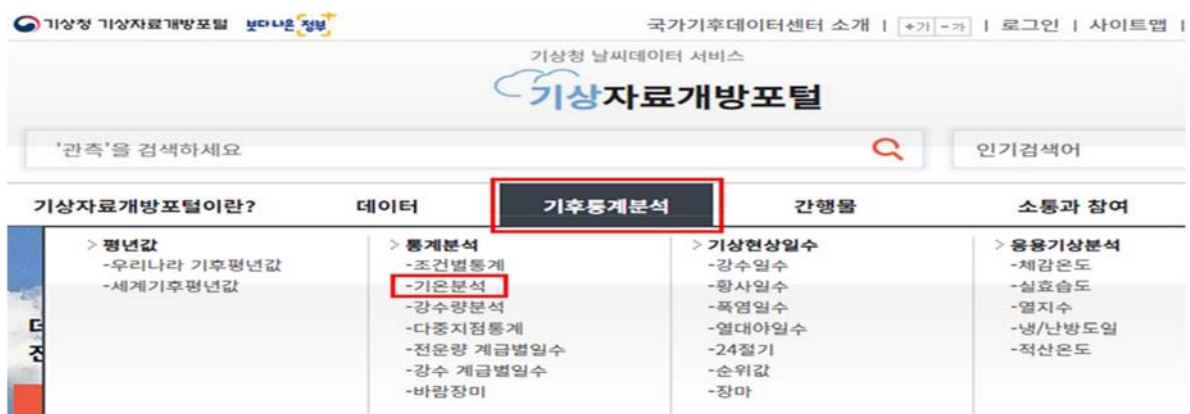 기상청 기상자료개방포털 보다나은 정부
국가기후데이터센터 소개 | +가 -가 | 로그인 | 사이트맵 |
기상청 날씨데이터 서비스
기상자료개방포털
'관측'을 검색하세요
인기검색어
기상자료개방포털이란? 데이터 기후통계분석 간행물 소통과 참여
> 평년값
-우리나라 기후평년값
-세계기후평년값
> 통계분석
-조건별통계
-기온분석
-강수량분석
-다중지점통계
-전운량 계급별일수
-강수 계급별일수
-바람장미
> 기상현상일수
-강수일수
-황사일수
-폭염일수
-열대야일수
-24절기
-순위값
-장마
> 응용기상분석
-체감온도
-실효습도
-열지수
-냉/난방도일
-적산온도